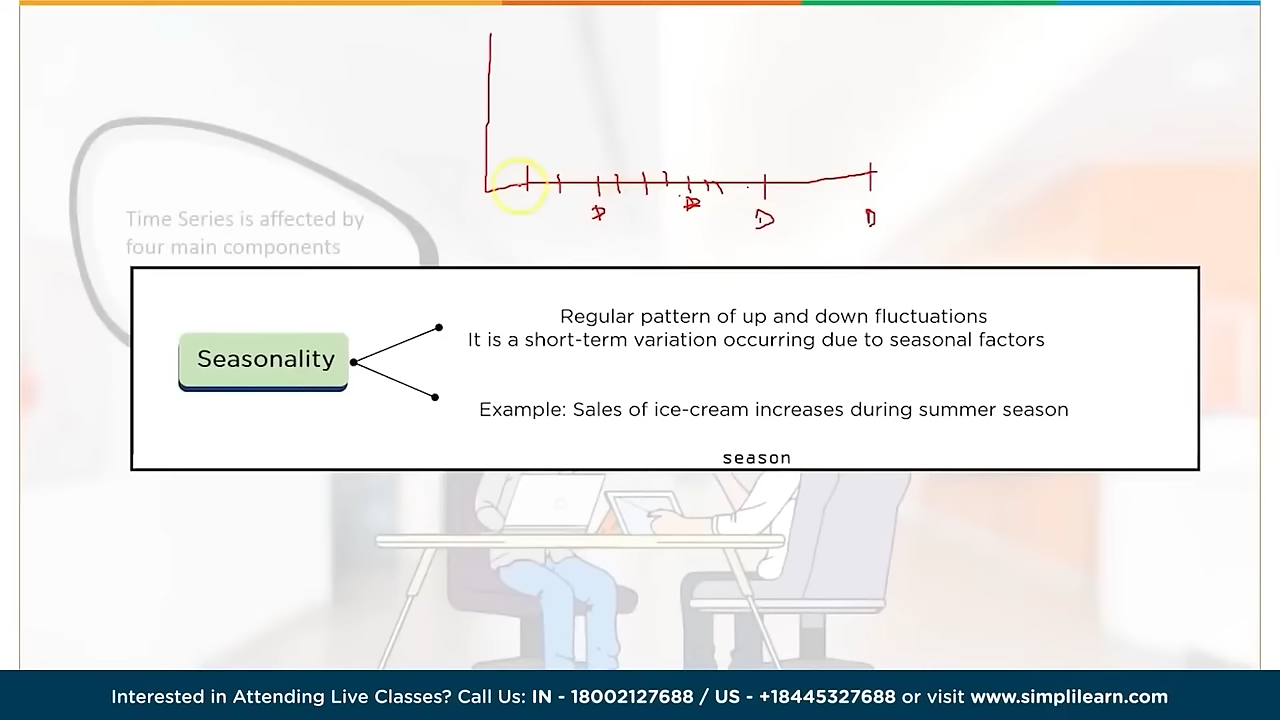 D D D D
Time Series is affected by
four main components
Seasonality
Regular pattern of up and down fluctuations
It is a short-term variation occurring due to seasonal factors
Example: Sales of ice-cream increases during summer season
season
Interested in Attending Live Classes? Call Us: IN - 18002127688 / US - +18445327688 or visit www.simplilearn.com